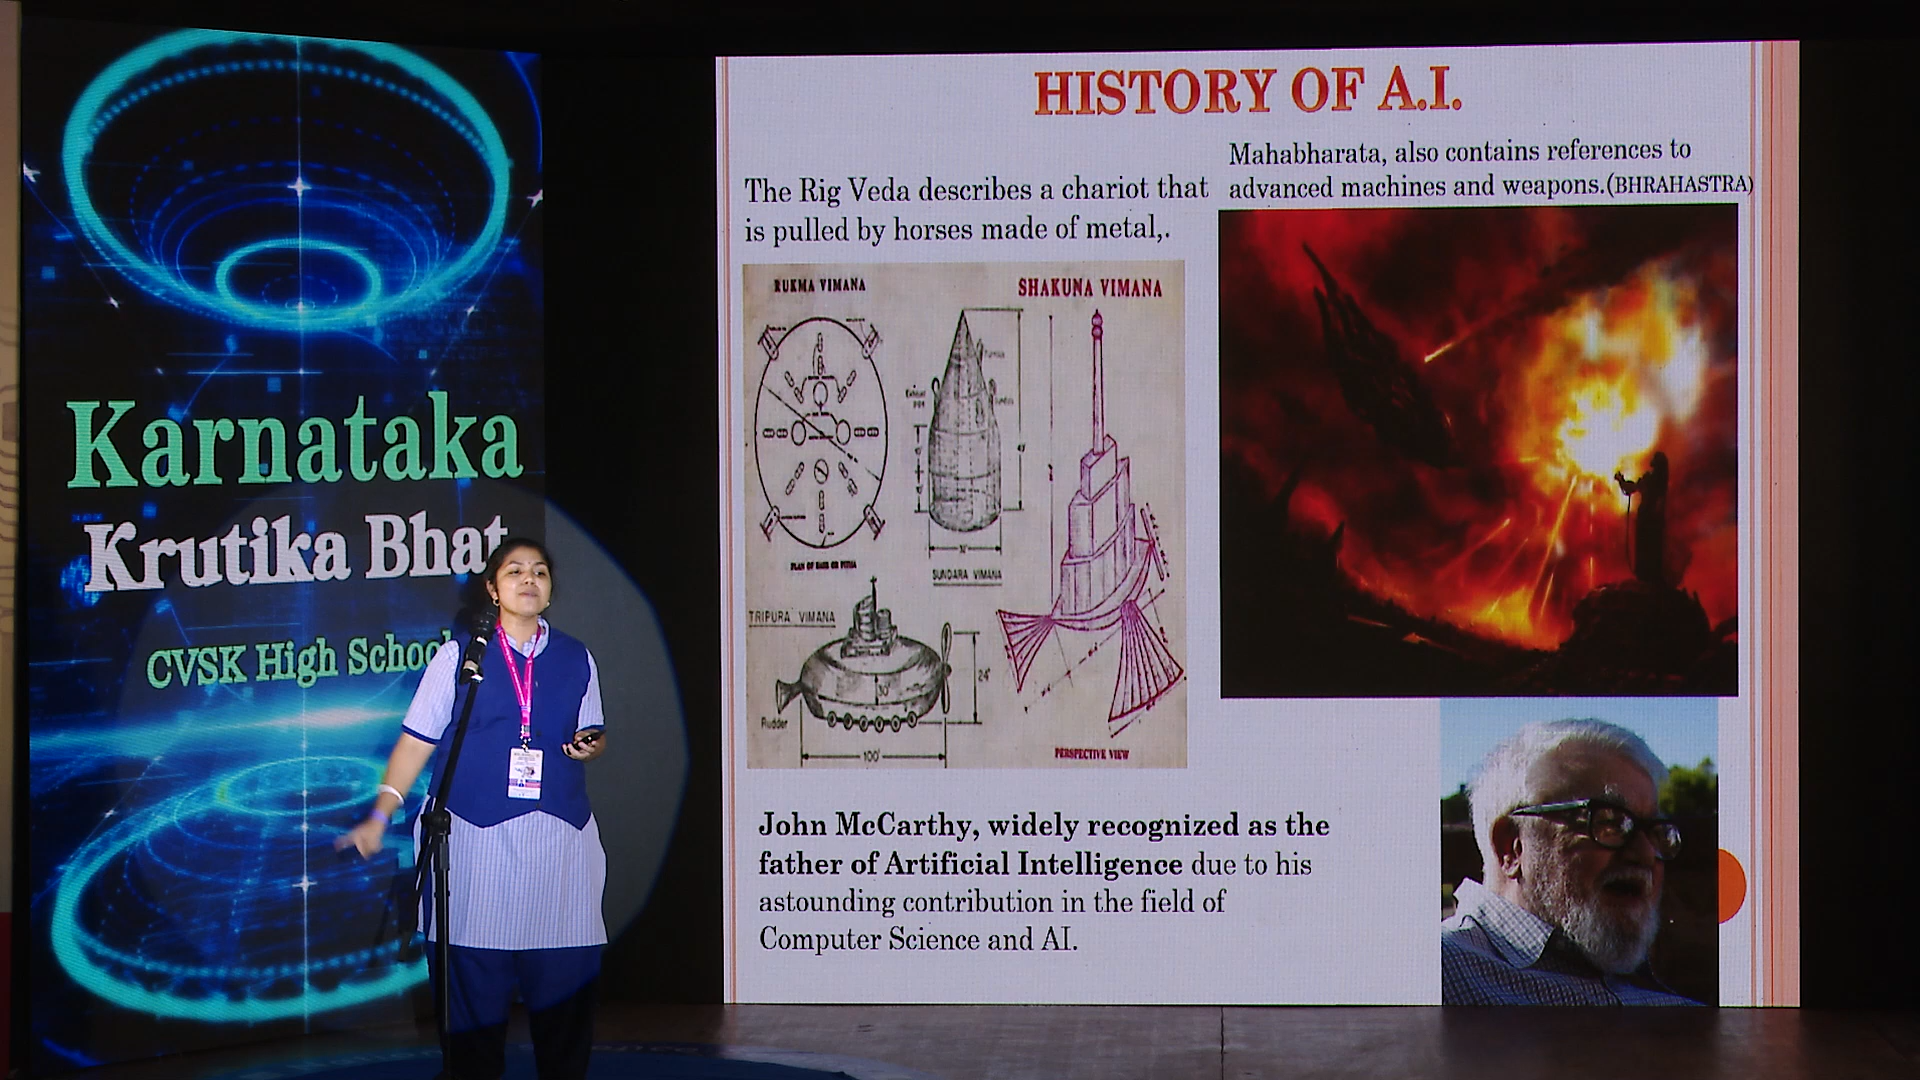 Karnataka
Krutika Bhat
CVSK High School
HISTORY OF A.I.
The Rig Veda describes a chariot that
is pulled by horses made of metal,.
Mahabharata, also contains references to
advanced machines and weapons.(BHRAHASTRA)
RUKMA VIMANA
SHAKUNA VIMANA
SUNDARA VIMANA
TRIPURA VIMANA
30'
24'
Rudder
100'
PERSPECTIVE VIEW
John McCarthy, widely recognized as the
father of Artificial Intelligence due to his
astounding contribution in the field of
Computer Science and AI.